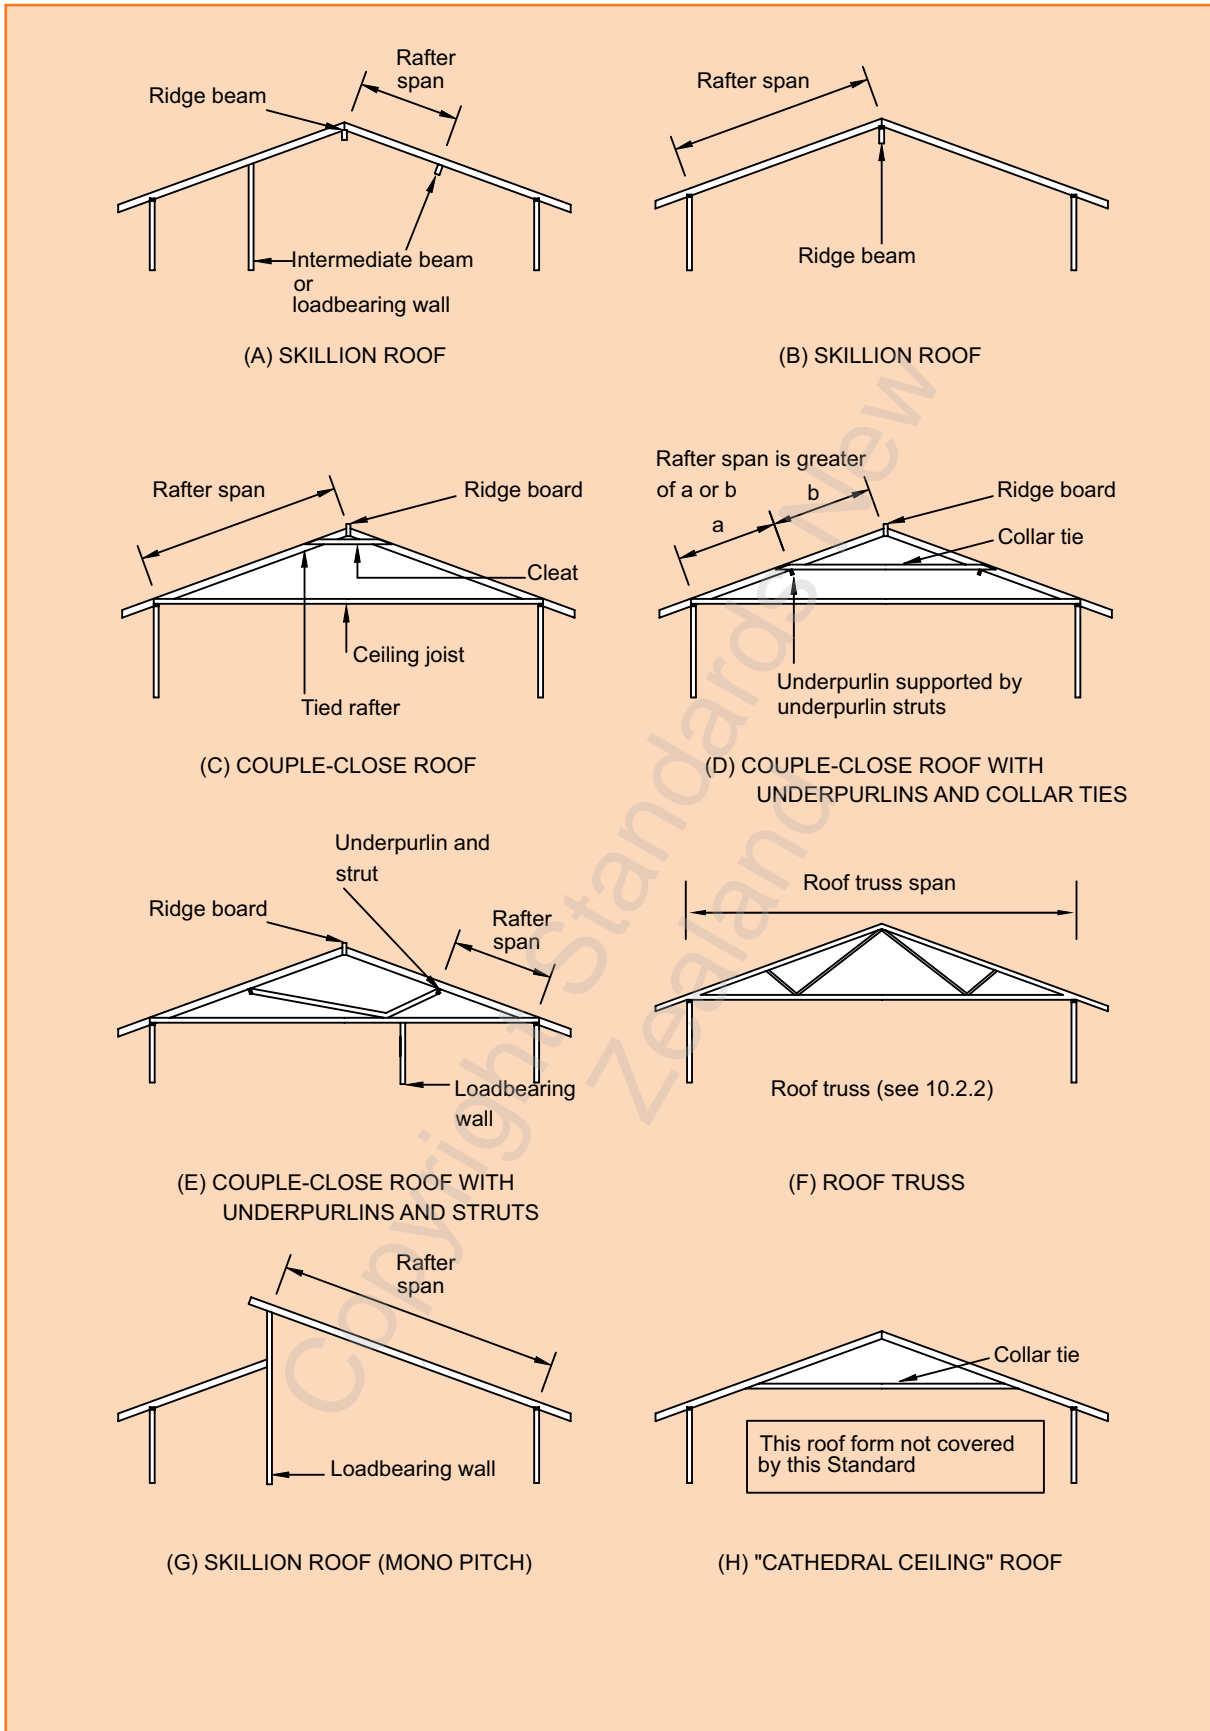 Rafter
span
Ridge beam
Intermediate beam
or
loadbearing wall
(A) SKILLION ROOF
Rafter span
Ridge beam
(B) SKILLION ROOF
Rafter span
Ridge board
Cleat
Ceiling joist
Tied rafter
(C) COUPLE-CLOSE ROOF
Rafter span is greater
of a or b
b
a
Ridge board
Collar tie
Underpurlin supported by
underpurlin struts
(D) COUPLE-CLOSE ROOF WITH
UNDERPURLINS AND COLLAR TIES
Underpurlin and
strut
Ridge board
Rafter
span
Loadbearing
wall
(E) COUPLE-CLOSE ROOF WITH
UNDERPURLINS AND STRUTS
Roof truss span
Roof truss (see 10.2.2)
(F) ROOF TRUSS
Rafter
span
Loadbearing wall
(G) SKILLION ROOF (MONO PITCH)
Collar tie
This roof form not covered
by this Standard
(H) "CATHEDRAL CEILING" ROOF
Copyright Standards New
Zealand